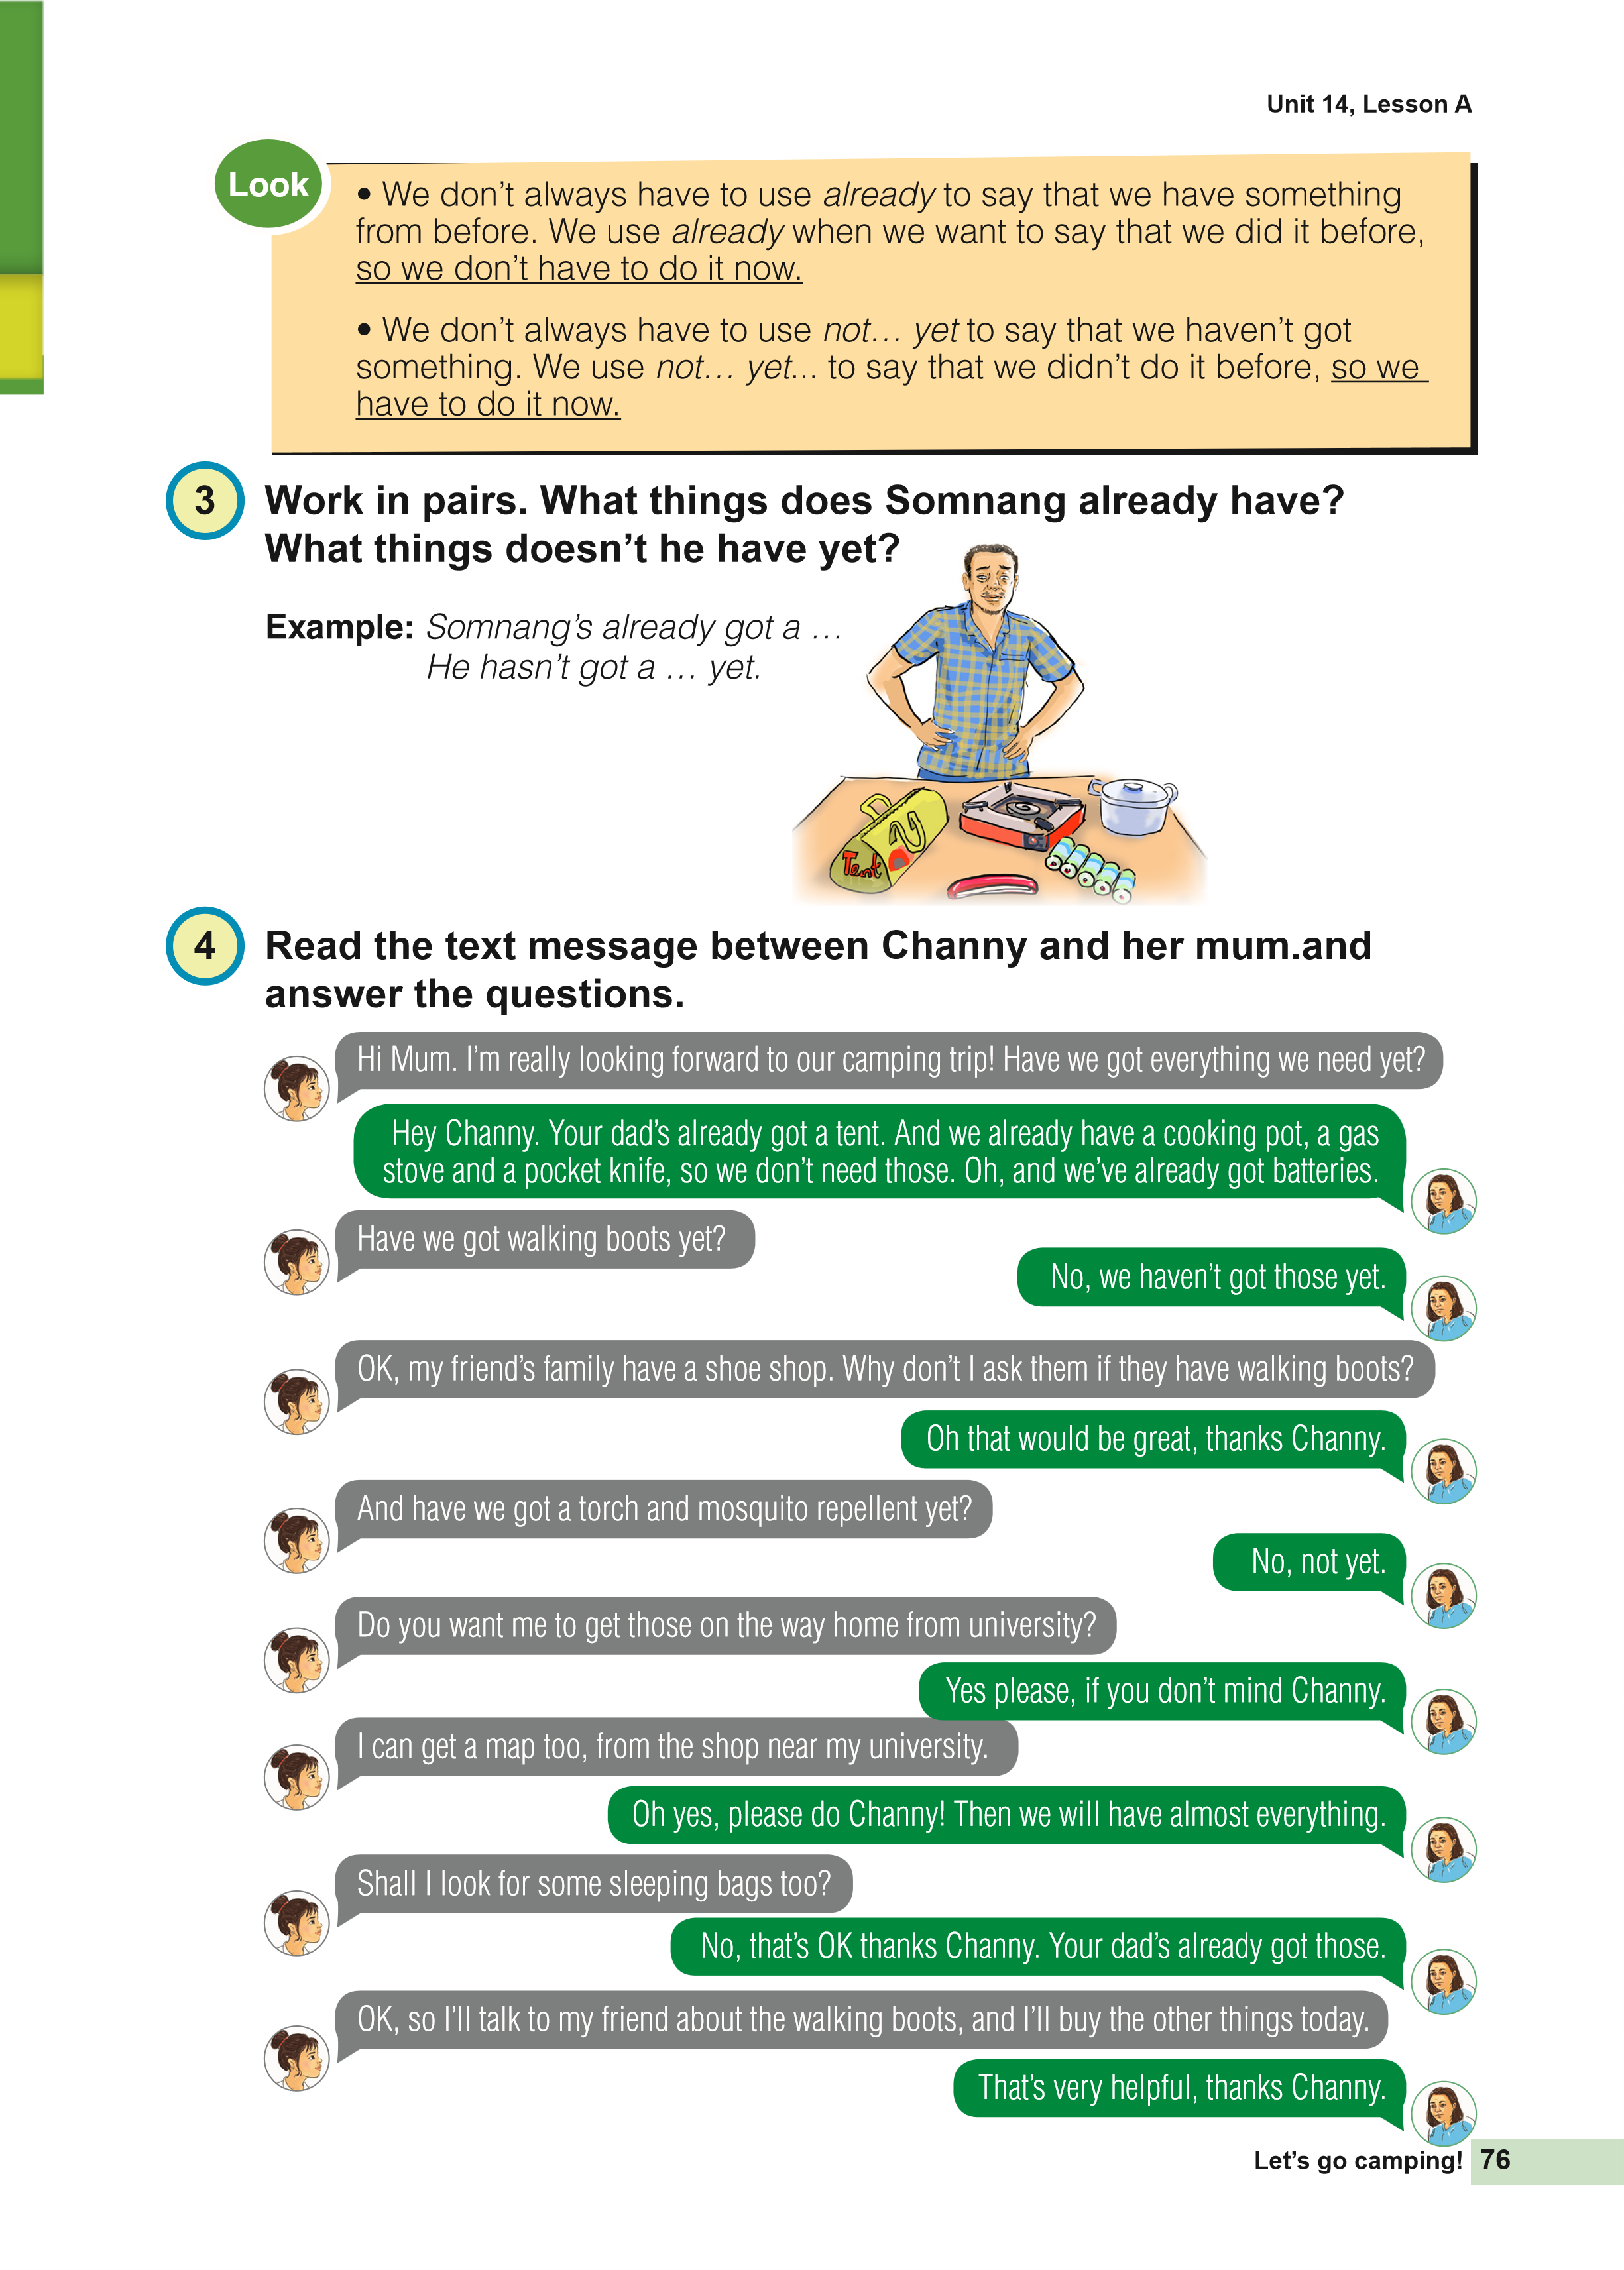 Unit 14, Lesson A
Look
• We don’t always have to use already to say that we have something
from before. We use already when we want to say that we did it before,
so we don’t have to do it now.
• We don’t always have to use not… yet to say that we haven’t got
something. We use not… yet... to say that we didn’t do it before, so we
have to do it now.
3 Work in pairs. What things does Somnang already have?
What things doesn’t he have yet?
Example: Somnang’s already got a …
He hasn’t got a … yet.
Tent
4 Read the text message between Channy and her mum.and
answer the questions.
Hi Mum. I’m really looking forward to our camping trip! Have we got everything we need yet?
Hey Channy. Your dad’s already got a tent. And we already have a cooking pot, a gas
stove and a pocket knife, so we don’t need those. Oh, and we’ve already got batteries.
Have we got walking boots yet?
No, we haven’t got those yet.
OK, my friend’s family have a shoe shop. Why don’t I ask them if they have walking boots?
Oh that would be great, thanks Channy.
And have we got a torch and mosquito repellent yet?
No, not yet.
Do you want me to get those on the way home from university?
Yes please, if you don’t mind Channy.
I can get a map too, from the shop near my university.
Oh yes, please do Channy! Then we will have almost everything.
Shall I look for some sleeping bags too?
No, that’s OK thanks Channy. Your dad’s already got those.
OK, so I’ll talk to my friend about the walking boots, and I’ll buy the other things today.
That’s very helpful, thanks Channy.
Let’s go camping! 76